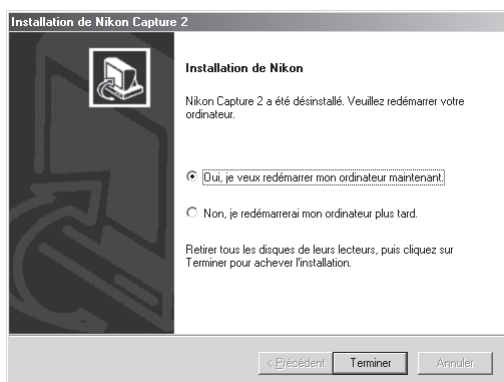 Installation de Nikon Capture 2
Installation de Nikon
Nikon Capture 2 a été désinstallé. Veuillez redémarrer votre
ordinateur.
Oui, je veux redémarrer mon ordinateur maintenant.
Non, je redémarrerai mon ordinateur plus tard.
Retirer tous les disques de leurs lecteurs, puis cliquez sur
Terminer pour achever l'installation.
< Précédent Terminer Annuler